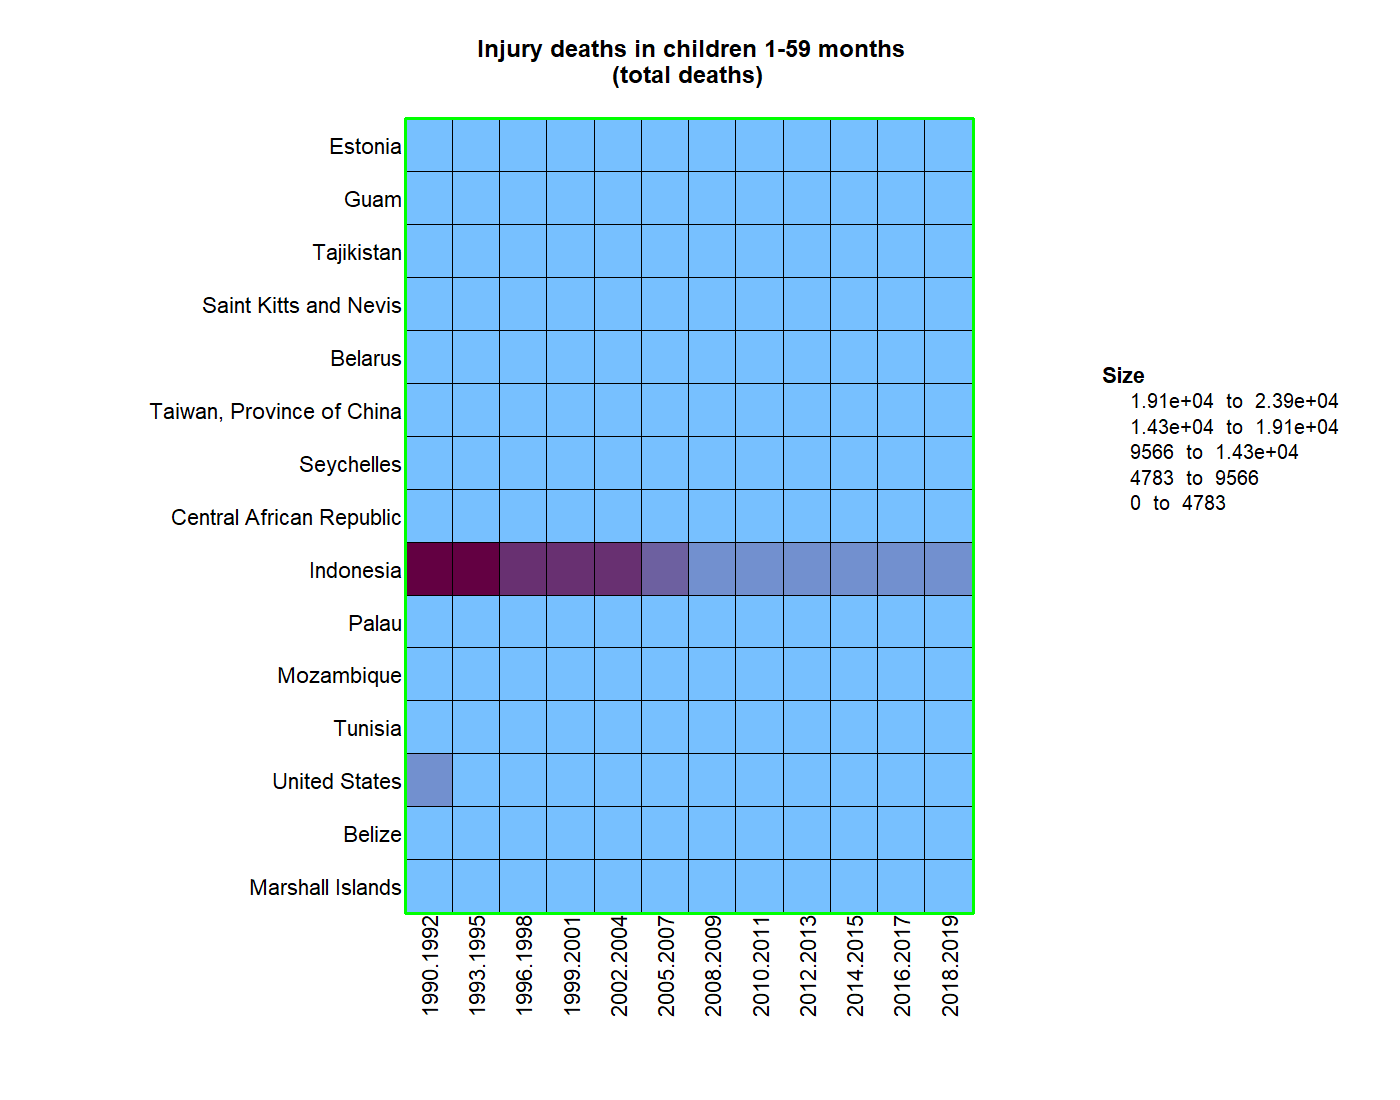 Injury deaths in children 1-59 months
(total deaths)
Estonia
Guam
Tajikistan
Saint Kitts and Nevis
Belarus
Taiwan, Province of China
Seychelles
Central African Republic
Indonesia
Palau
Mozambique
Tunisia
United States
Belize
Marshall Islands
1990.1992
1993.1995
1996.1998
1999.2001
2002.2004
2005.2007
2008.2009
2010.2011
2012.2013
2014.2015
2016.2017
2018.2019
Size
1.91e+04 to 2.39e+04
1.43e+04 to 1.91e+04
9566 to 1.43e+04
4783 to 9566
0 to 4783